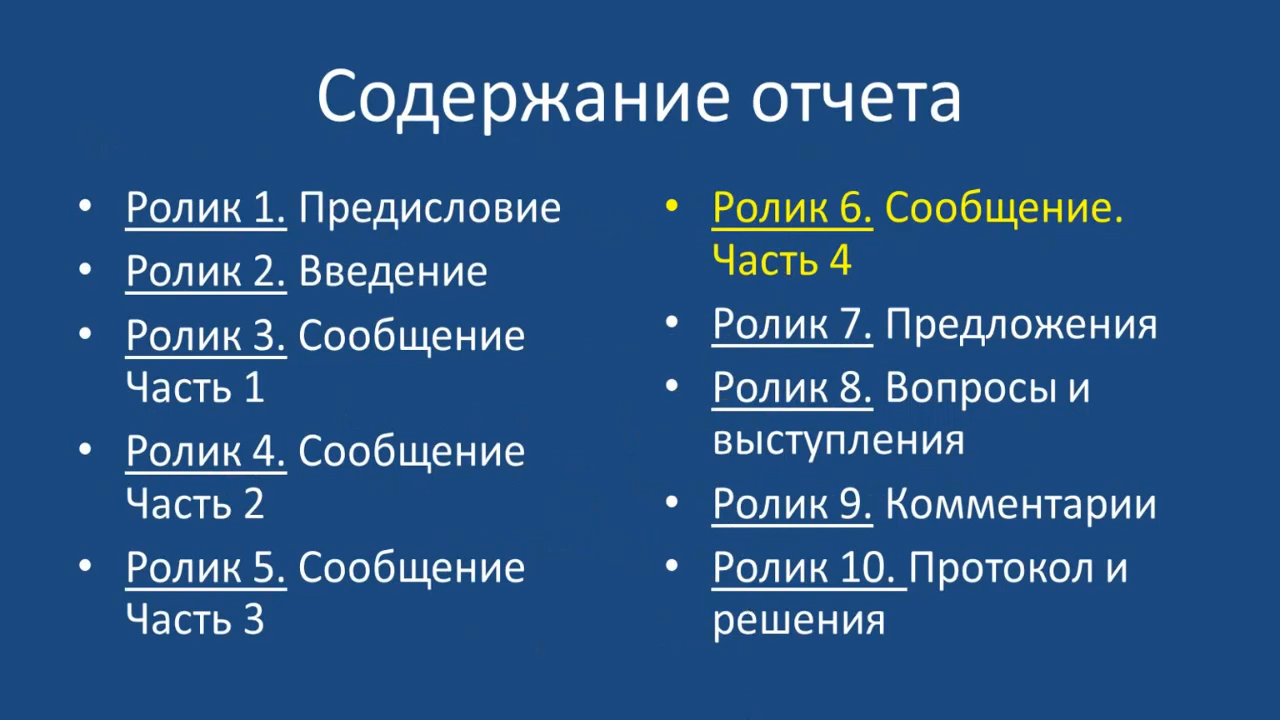 Содержание отчета
• Ролик 1. Предисловие
• Ролик 2. Введение
• Ролик 3. Сообщение
Часть 1
• Ролик 4. Сообщение
Часть 2
• Ролик 5. Сообщение
Часть 3
• Ролик 6. Сообщение.
Часть 4
• Ролик 7. Предложения
• Ролик 8. Вопросы и
выступления
• Ролик 9. Комментарии
• Ролик 10. Протокол и
решения